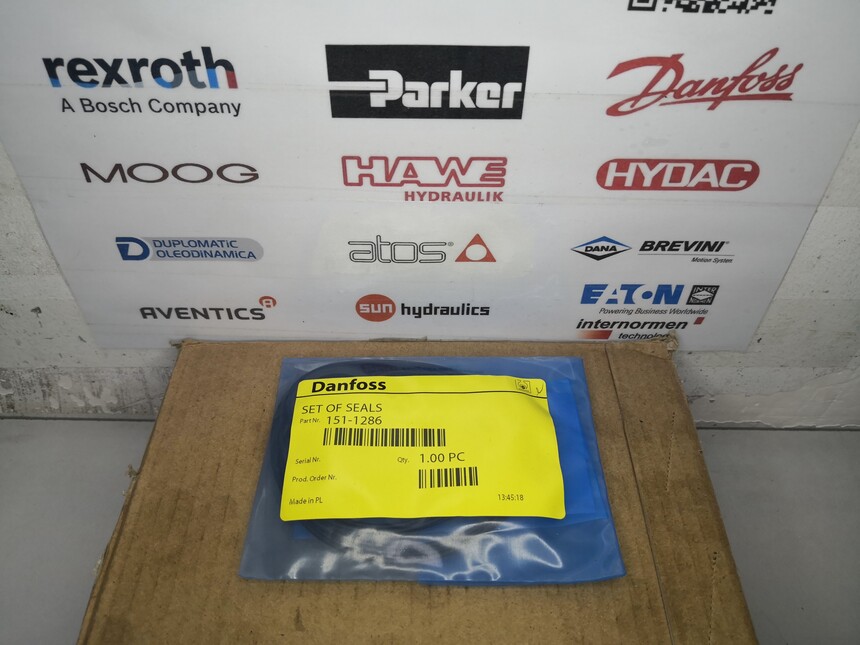 rexroth
A Bosch Company
Parker
Danfoss
MOOG
HAWE
HYDRAULIK
HYDAC
DUPLOMATIC
OLEODINAMICA
atos®
DANA
BREVINI®
Motion System
AVENTICS
sun hydraulics
EATON
Powering Business Worldwide
internormen
technology
Danfoss
SET OF SEALS
Part Nr. 151-1286
Serial Nr.
Qty. 1.00 PC
Prod. Order Nr.
Made in PL
13:45:18